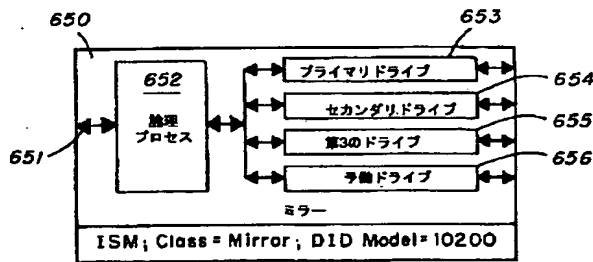 650
653
652
論理
プロセス
プライマリドライブ
654
セカンダリドライブ
655
651
第3のドライブ
656
予備ドライブ
ミラー
ISM; Class = Mirror; DID Model = 10200